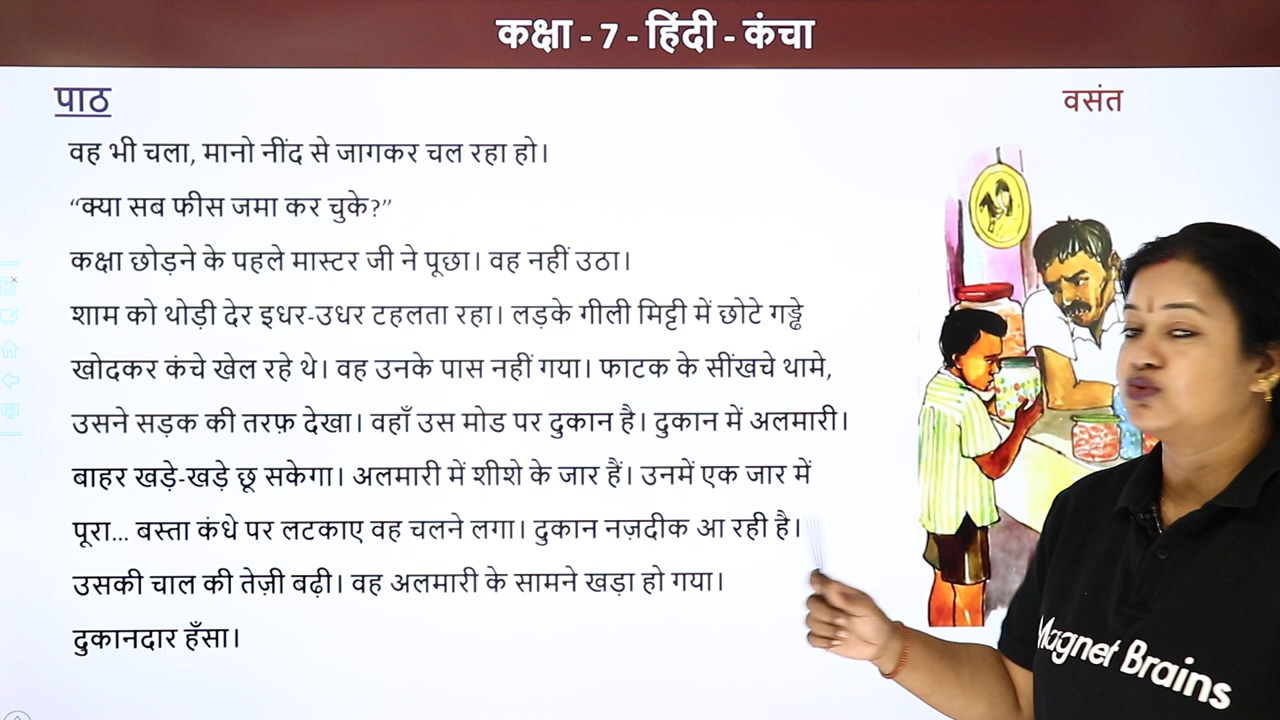 कक्षा - 7 - हिंदी - कंचा
पाठ
वसंत
वह भी चला, मानो नींद से जागकर चल रहा हो।
“क्या सब फीस जमा कर चुके?”
कक्षा छोड़ने के पहले मास्टर जी ने पूछा। वह नहीं उठा।
शाम को थोड़ी देर इधर-उधर टहलता रहा। लड़के गीली मिट्टी में छोटे गड्ढे
खोदकर कंचे खेल रहे थे। वह उनके पास नहीं गया। फाटक के सींखचे थामे,
उसने सड़क की तरफ़ देखा। वहाँ उस मोड पर दुकान है। दुकान में अलमारी।
बाहर खड़े-खड़े छू सकेगा। अलमारी में शीशे के जार हैं। उनमें एक जार में
पूरा... बस्ता कंधे पर लटकाए वह चलने लगा। दुकान नज़दीक आ रही है।
उसकी चाल की तेज़ी बढ़ी। वह अलमारी के सामने खड़ा हो गया।
दुकानदार हँसा।
Magnet Brains